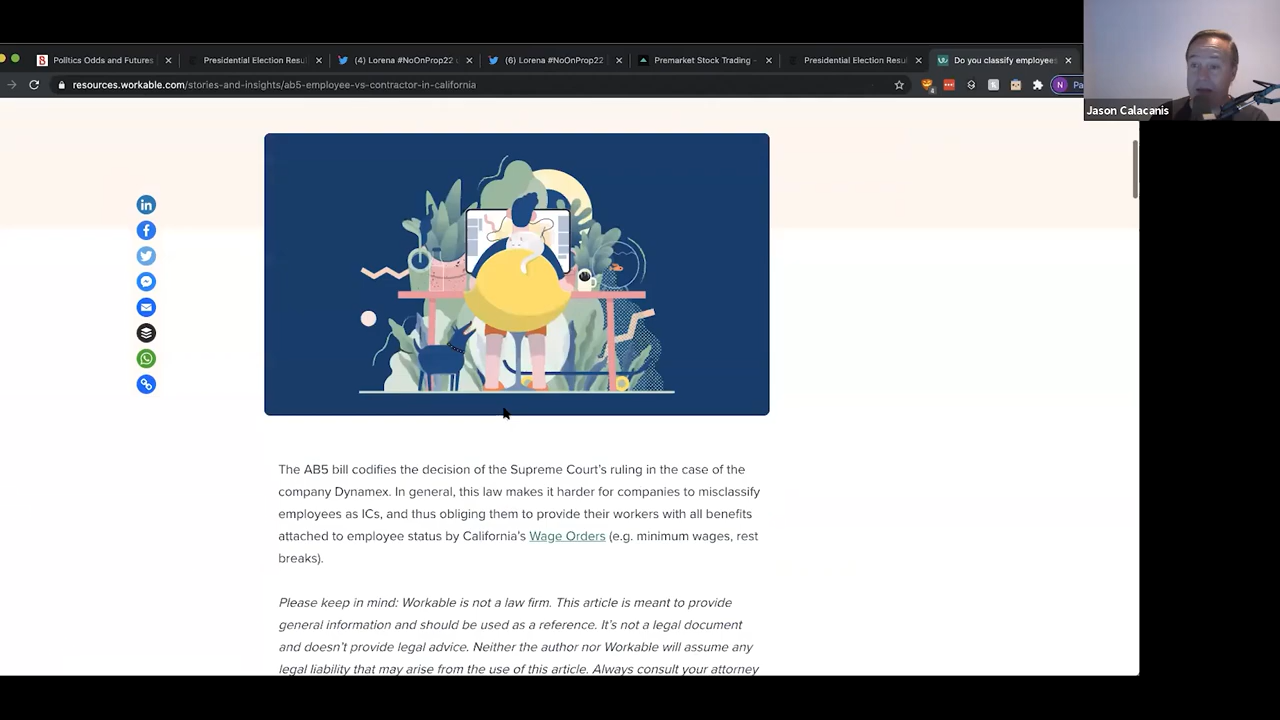 Politics Odds and Futures
Presidential Election Resul
(4) Lorena #NoOnProp22
(6) Lorena #NoOnProp22
Premarket Stock Trading -
Presidential Election Resul
Do you classify employees
resources.workable.com/stories-and-insights/ab5-employee-vs-contractor-in-california
N
Pa
Jason Calacanis
The AB5 bill codifies the decision of the Supreme Court's ruling in the case of the
company Dynamex. In general, this law makes it harder for companies to misclassify
employees as ICs, and thus obliging them to provide their workers with all benefits
attached to employee status by California's Wage Orders (e.g. minimum wages, rest
breaks).
Please keep in mind: Workable is not a law firm. This article is meant to provide
general information and should be used as a reference. It's not a legal document
and doesn't provide legal advice. Neither the author nor Workable will assume any
legal liability that may arise from the use of this article. Always consult your attorney